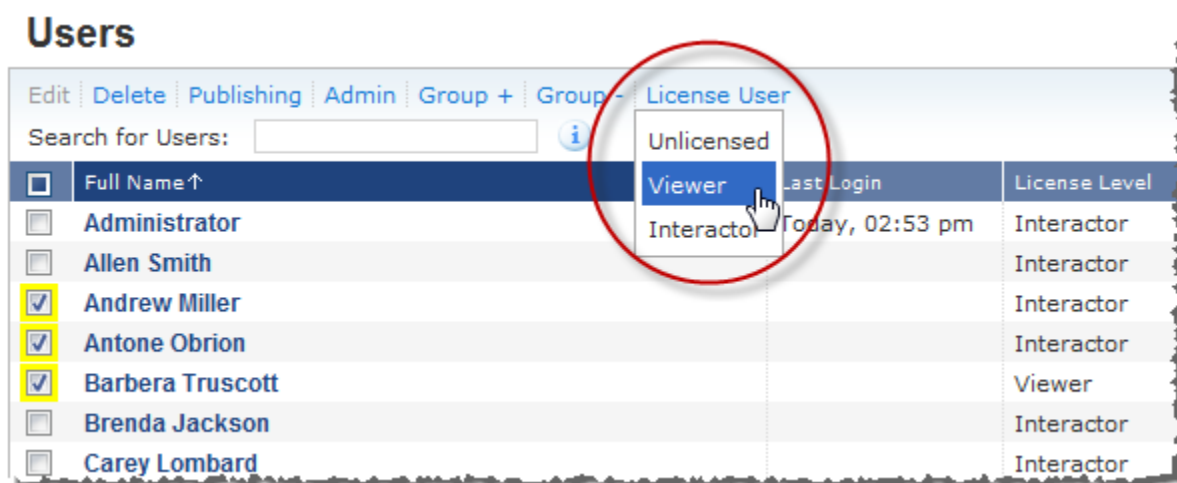 Users
Edit Delete Publishing Admin Group + Group - License User
Search for Users: i Unlicensed
Full Name↑ Viewer Last Login License Level
Administrator Interactor Today, 02:53 pm Interactor
Allen Smith Interactor
Andrew Miller Interactor
Antone Obrion Interactor
Barbera Truscott Viewer
Brenda Jackson Interactor
Carey Lombard Interactor